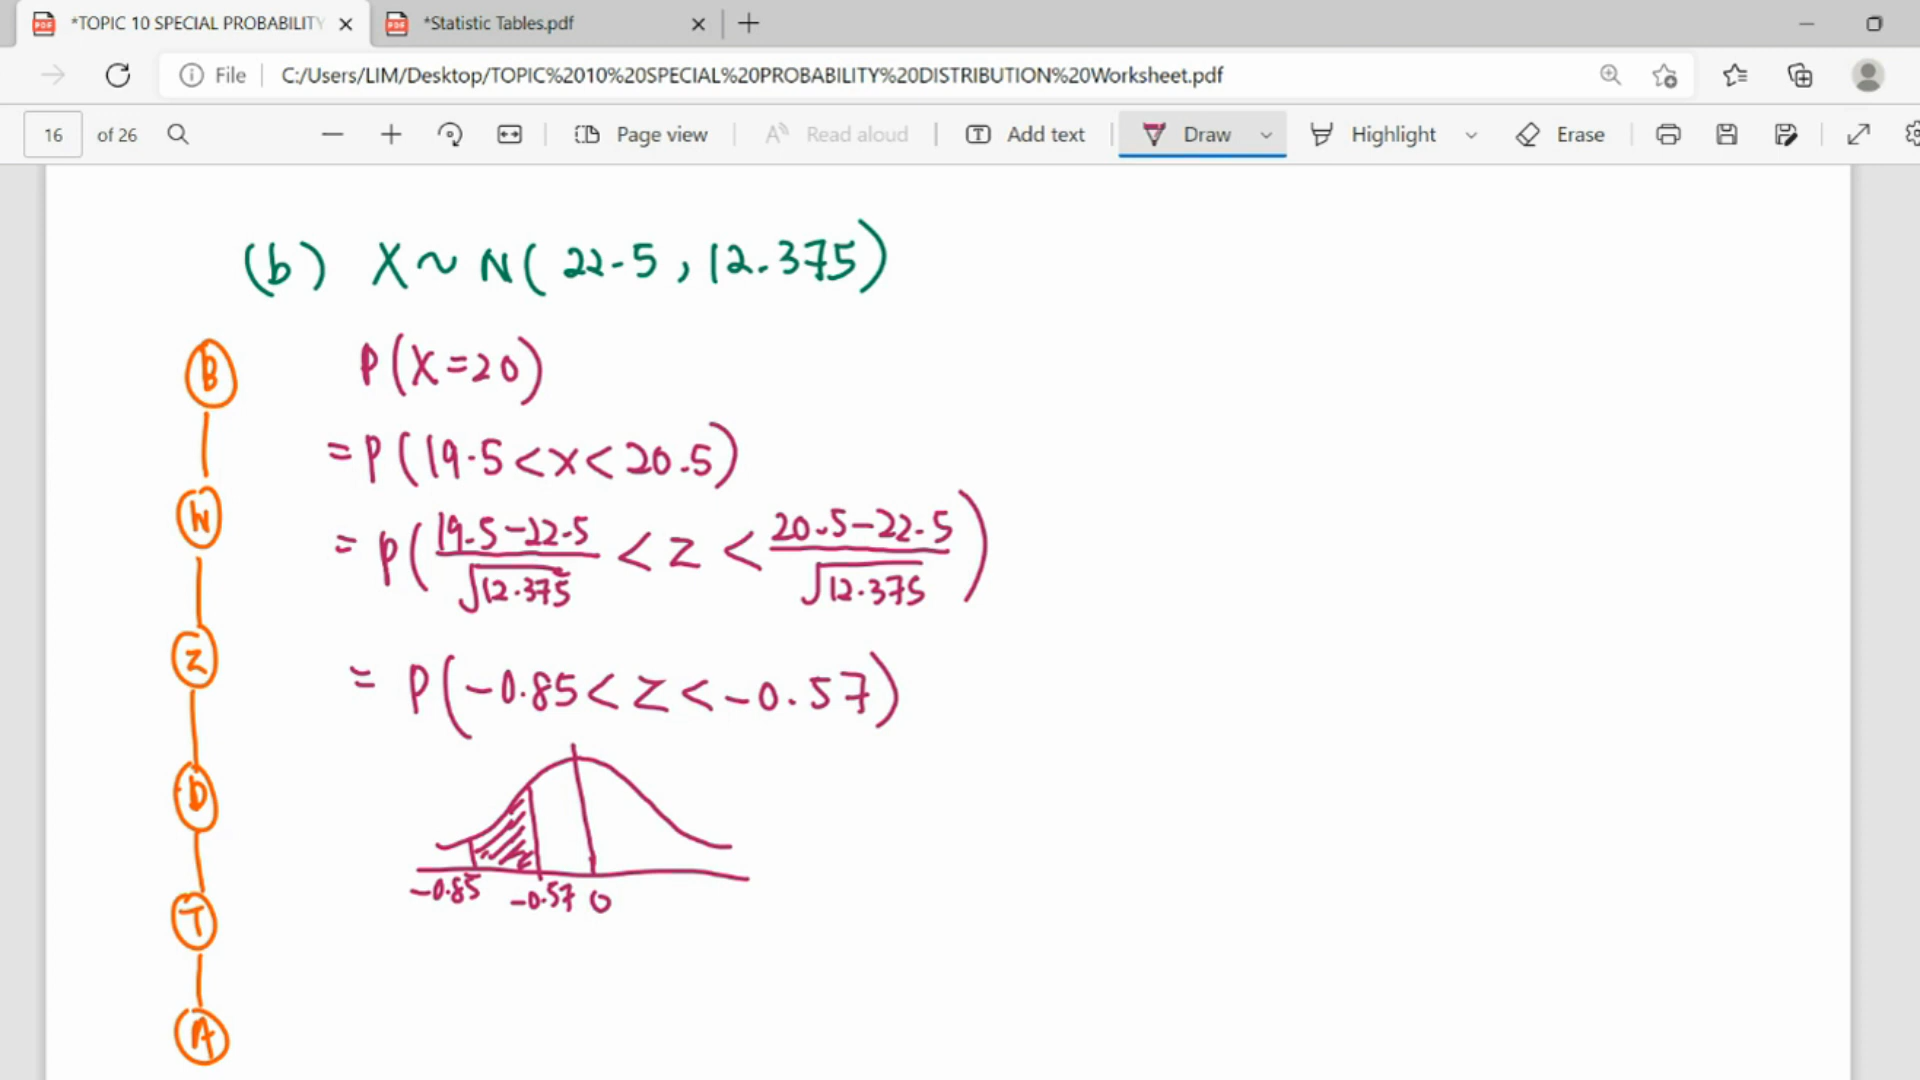 *TOPIC 10 SPECIAL PROBABILITY
*Statistic Tables.pdf
File
C:/Users/LIM/Desktop/TOPIC%2010%20SPECIAL%20PROBABILITY%20DISTRIBUTION%20Worksheet.pdf
16 of 26 Page view Read aloud Add text Draw Highlight Erase
(b) X ~ N(22.5, 12.375)
B
P(X=20)
= P(19.5 < x < 20.5)
W
= P( (19.5-22.5)/√12.375 < Z < (20.5-22.5)/√12.375 )
Z
= P(-0.85 < Z < -0.57)
D
-0.85 -0.57 0
T
A